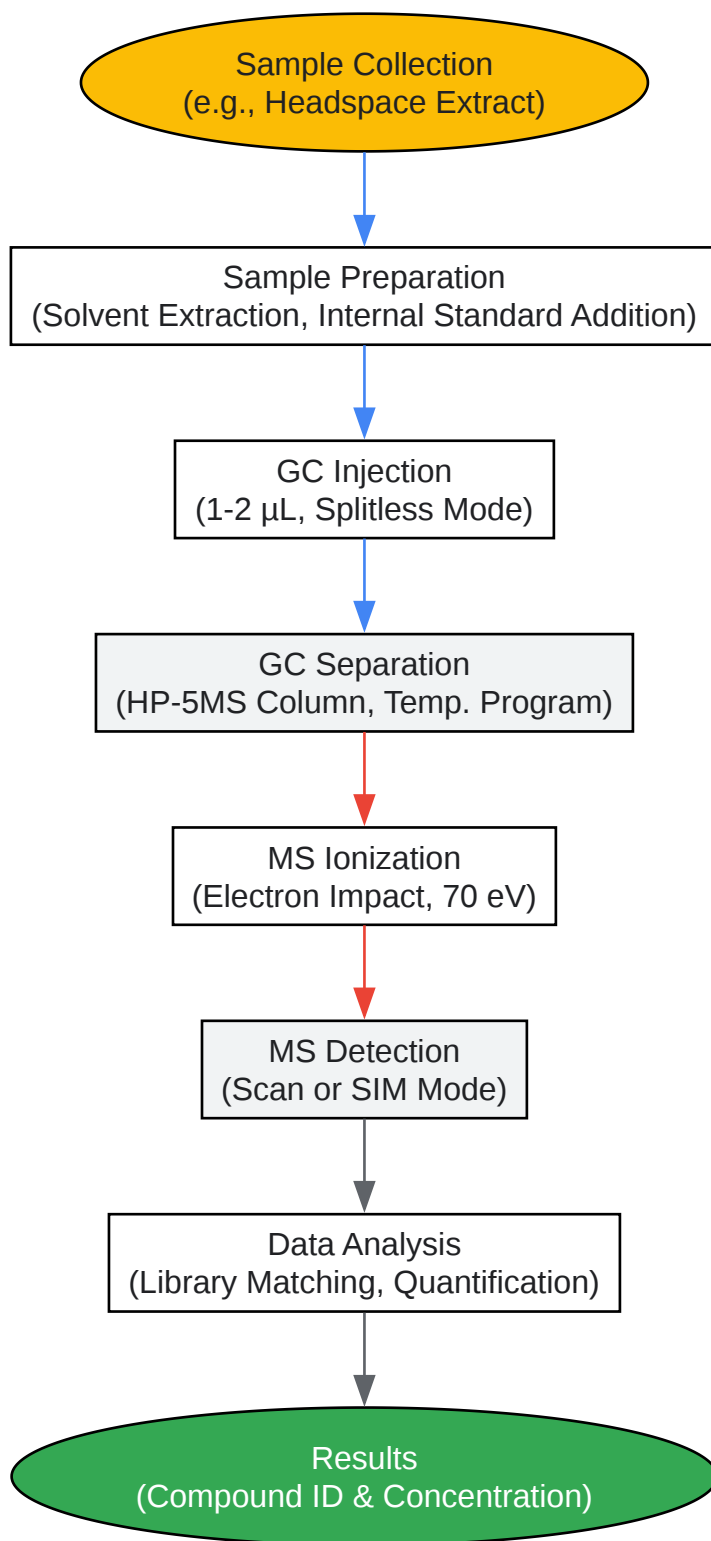 Sample Collection
(e.g., Headspace Extract)
Sample Preparation
(Solvent Extraction, Internal Standard Addition)
GC Injection
(1-2 µL, Splitless Mode)
GC Separation
(HP-5MS Column, Temp. Program)
MS Ionization
(Electron Impact, 70 eV)
MS Detection
(Scan or SIM Mode)
Data Analysis
(Library Matching, Quantification)
Results
(Compound ID & Concentration)